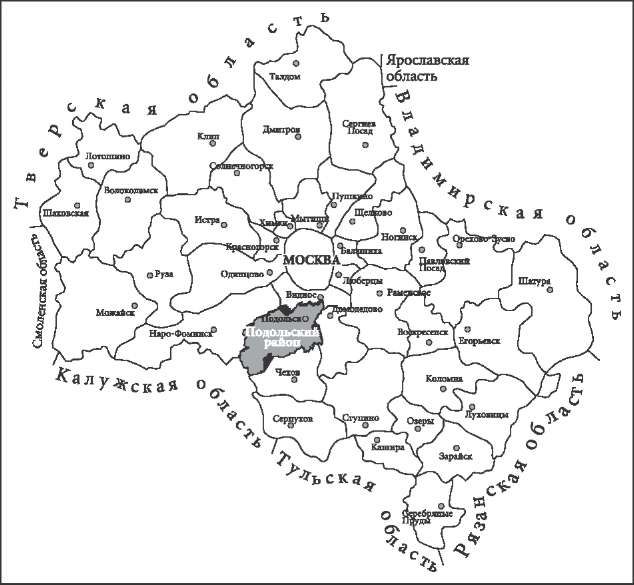 Тверская область
Ярославская
область
Владимирская область
Смоленская область
Калужская область
Тульская
область
Рязанская область
Талдом
Клин
Дмитров
Сергиев
Посад
Лотошино
Солнечногорск
Волоколамск
Шаховская
Пушкино
Истра
Химки
Мытищи
Щелково
Ногинск
Красногорск
Балашиха
Орехово-Зуево
Павловский
Посад
МОСКВА
Руза
Одинцово
Люберцы
Раменское
Шатура
Видное
Можайск
Подольск
Домодедово
Наро-Фоминск
Подольский
район
Воскресенск
Егорьевск
Чехов
Коломна
Луховицы
Серпухов
Ступино
Озеры
Кашира
Зарайск
Серебряные
Пруды